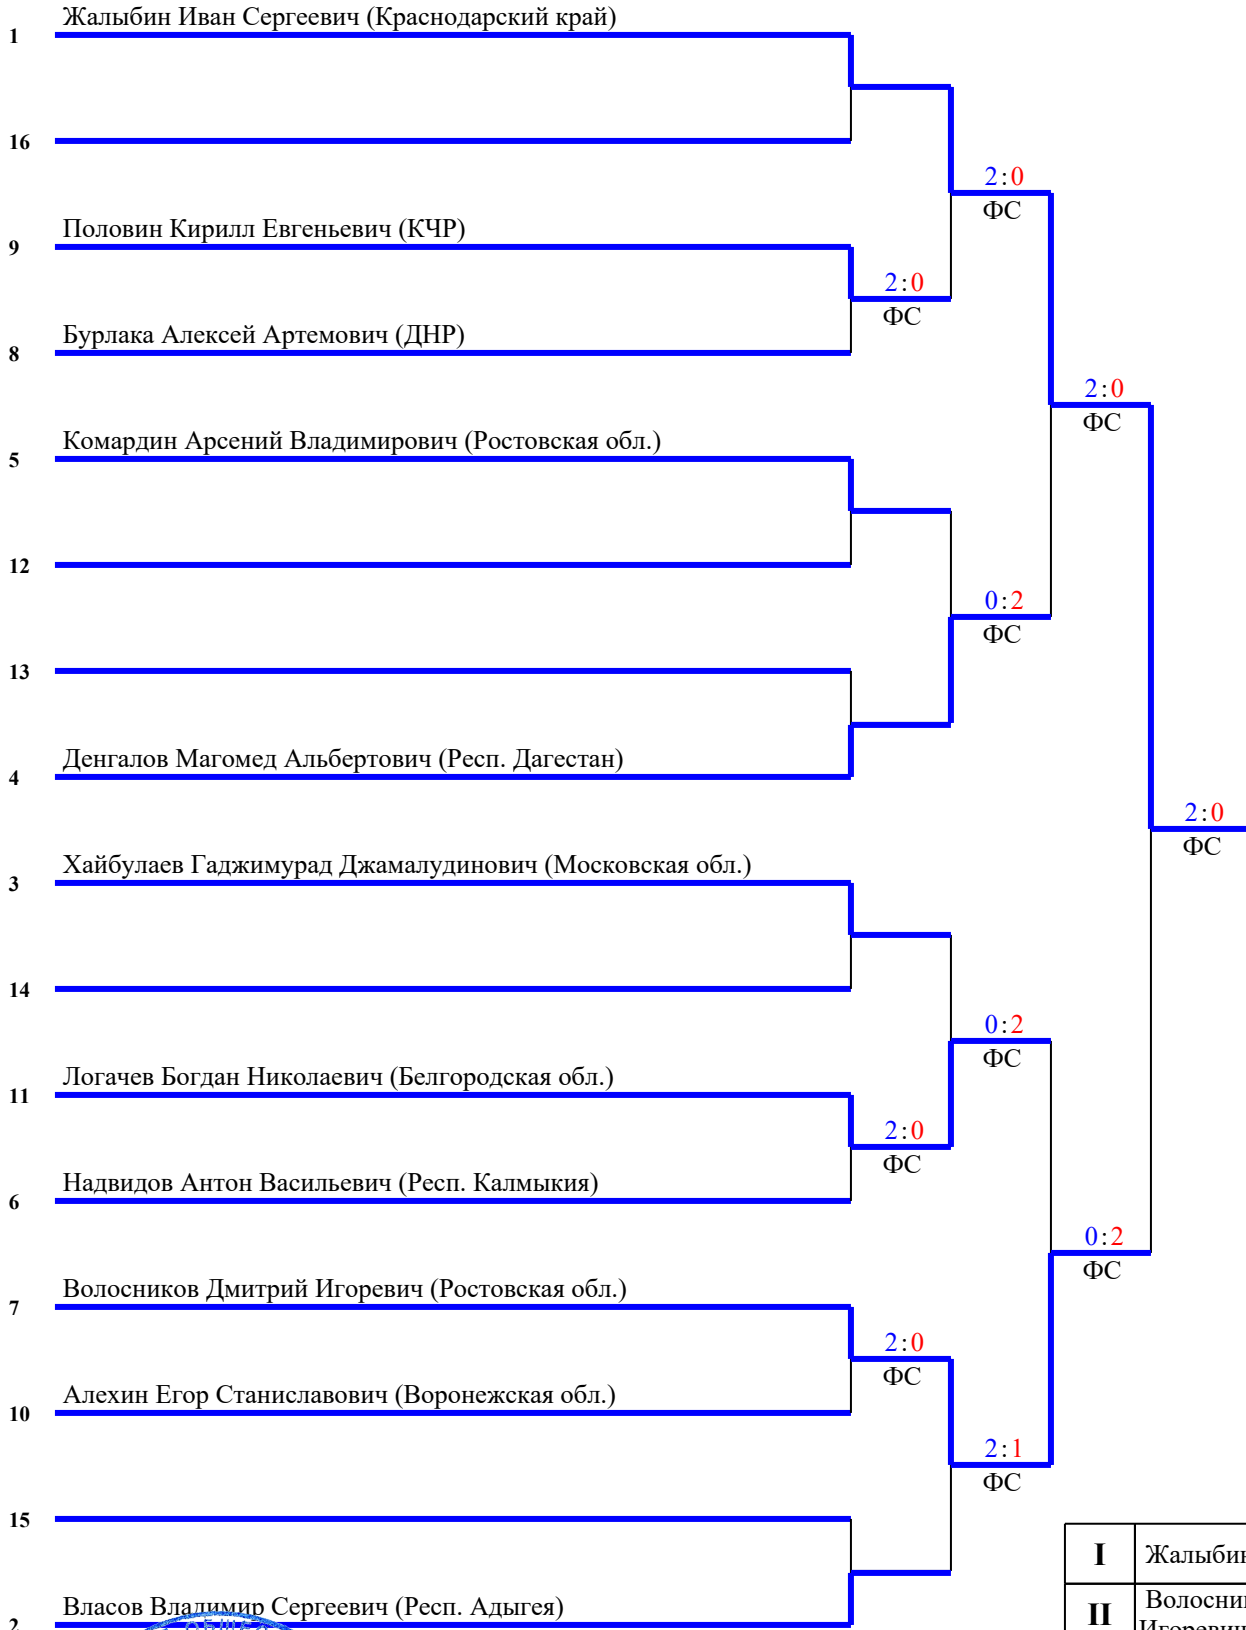 Жалыбин Иван Сергеевич (Краснодарский край)
1
16
2:0
ФС
Половин Кирилл Евгеньевич (КЧР)
9
2:0
ФС
Бурлака Алексей Артемович (ДНР)
8
2:0
ФС
Комардин Арсений Владимирович (Ростовская обл.)
5
12
0:2
ФС
13
Денгалов Магомед Альбертович (Респ. Дагестан)
4
2:0
ФС
Хайбулаев Гаджимурад Джамалудинович (Московская обл.)
3
14
0:2
ФС
Логачев Богдан Николаевич (Белгородская обл.)
11
2:0
ФС
Надвидов Антон Васильевич (Респ. Калмыкия)
6
0:2
ФС
Волосников Дмитрий Игоревич (Ростовская обл.)
7
2:0
ФС
Алехин Егор Станиславович (Воронежская обл.)
10
2:1
ФС
15
I Жалыбин
Власов Владимир Сергеевич (Респ. Адыгея)
2
II Волосни
Игоревич